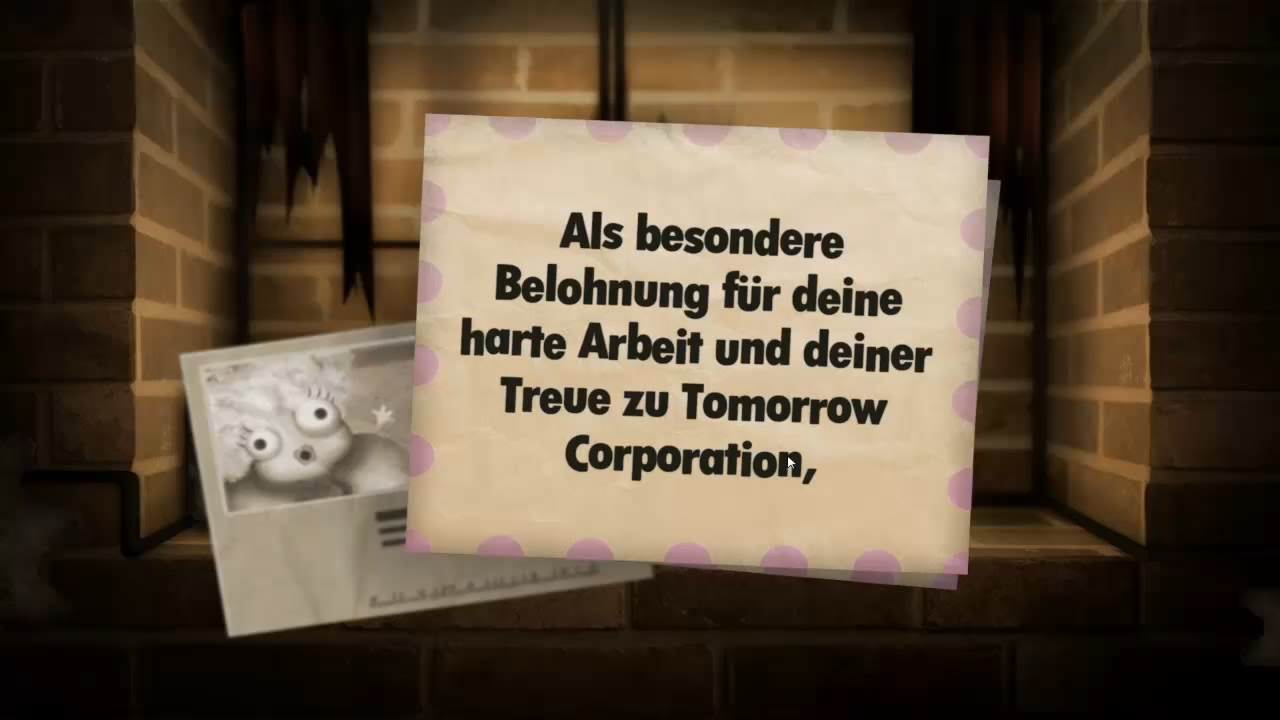 Als besondere
Belohnung für deine
harte Arbeit und deiner
Treue zu Tomorrow
Corporation,